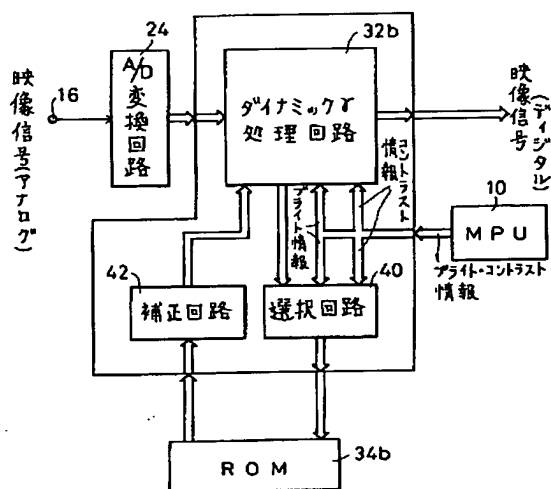 24
32b
映像信号(アナログ)
16
A/D
変換
回路
ダイナミックγ
処理回路
映像信号
(ディジタル)
コントラスト
情報
ブライト情報
10
MPU
ブライト・コントラスト
情報
42
補正回路
40
選択回路
ROM
34b